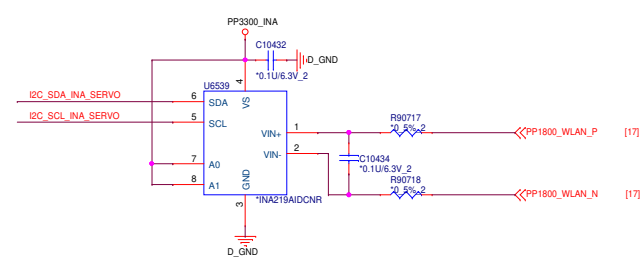 PP3300_INA
C10432
D_GND
*0.1U/6.3V_2
U6539
I2C_SDA_INA_SERVO
6
SDA
4
VS
I2C_SCL_INA_SERVO
5
SCL
VIN+
1
R90717
*0_5%_2
PP1800_WLAN_P
[17]
VIN-
2
C10434
*0.1U/6.3V_2
7
A0
8
A1
GND
3
R90718
*0_5%_2
PP1800_WLAN_N
[17]
*INA219AIDCNR
D_GND